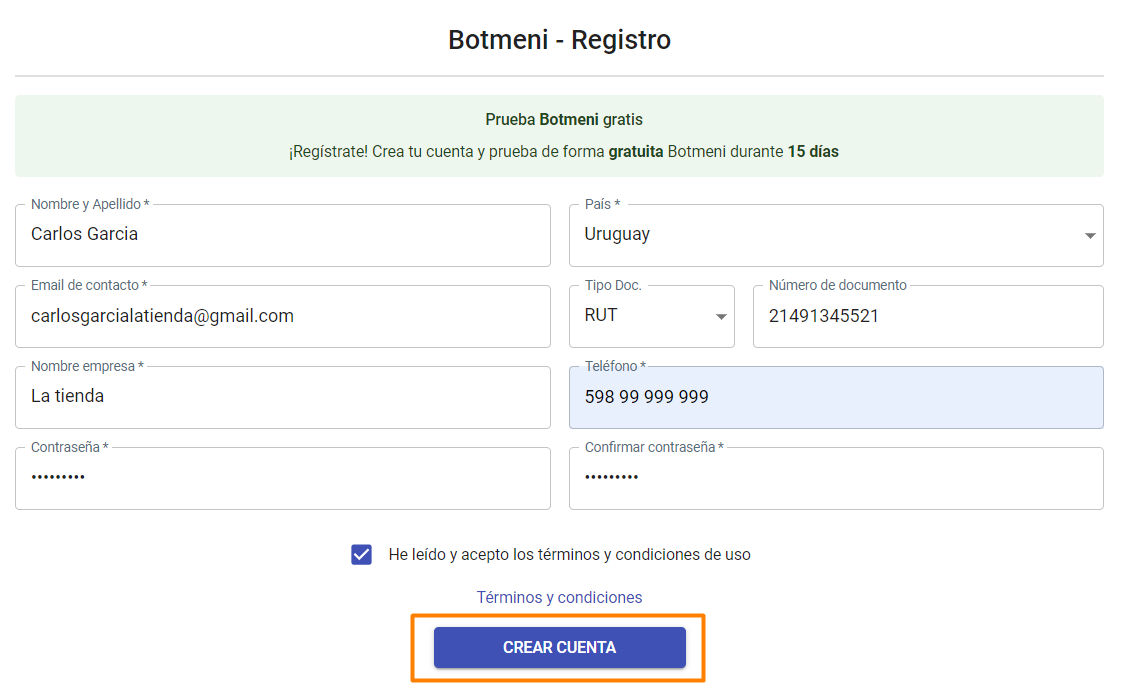 Botmeni - Registro
Prueba Botmeni gratis
¡Regístrate! Crea tu cuenta y prueba de forma gratuita Botmeni durante 15 días
Nombre y Apellido *
Carlos Garcia
País *
Uruguay
Email de contacto *
carlosgarcialatienda@gmail.com
Tipo Doc.
RUT
Número de documento
21491345521
Nombre empresa *
La tienda
Teléfono *
598 99 999 999
Contraseña *
•••••••••
Confirmar contraseña *
•••••••••
He leído y acepto los términos y condiciones de uso
Términos y condiciones
CREAR CUENTA